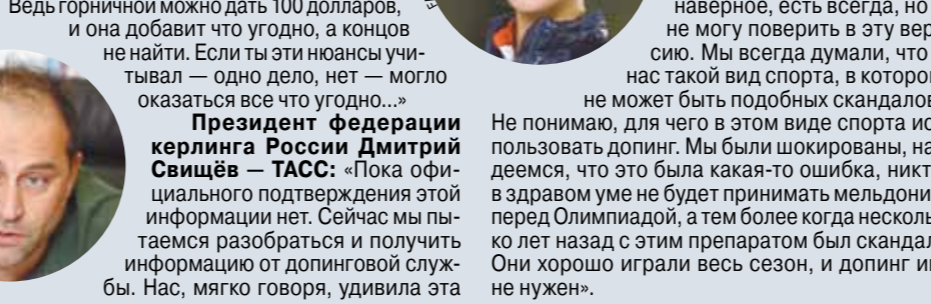 Ведь горничной можно дать 100 долларов,
и она добавит что угодно, а концов
не найти. Если ты эти нюансы учи-
тывал — одно дело, нет — могло
оказаться все что угодно...»
Президент федерации
керлинга России Дмитрий
Свищёв — ТАСС: «Пока офи-
циального подтверждения этой
информации нет. Сейчас мы пы-
таемся разобраться и получить
информацию от допинговой служ-
бы. Нас, мягко говоря, удивила эта
наверное, есть всегда, но
не могу поверить в эту вер
сию. Мы всегда думали, что
нас такой вид спорта, в которо
не может быть подобных скандалов
Не понимаю, для чего в этом виде спорта ис
пользовать допинг. Мы были шокированы, на
деемся, что это была какая-то ошибка, никт
в здравом уме не будет принимать мельдони
перед Олимпиадой, а тем более когда несколь
ко лет назад с этим препаратом был скандал
Они хорошо играли весь сезон, и допинг и
не нужен».